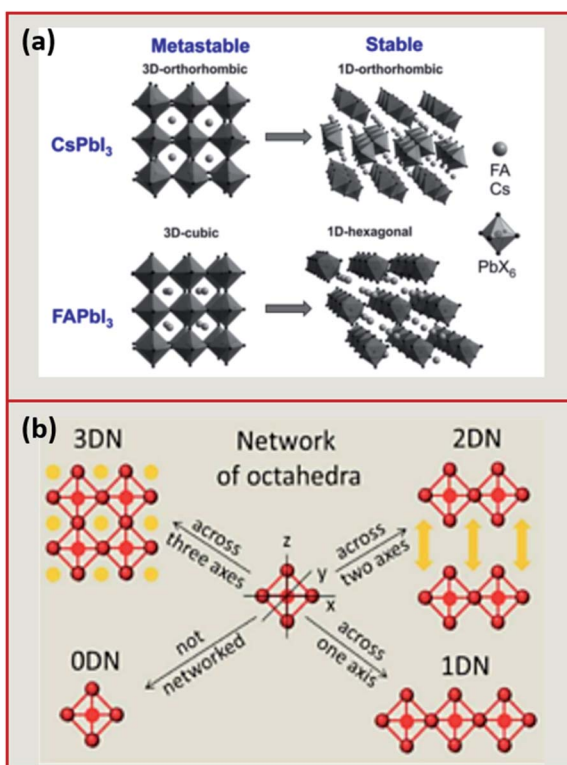 (a)
Metastable
Stable
3D-orthorhombic
1D-orthorhombic
CsPbI₃
FA
Cs
PbX₆
3D-cubic
1D-hexagonal
FAPbI₃
(b)
3DN
Network
of octahedra
2DN
across
three axes
across
two axes
z
y
x
not
networked
across
one axis
0DN
1DN